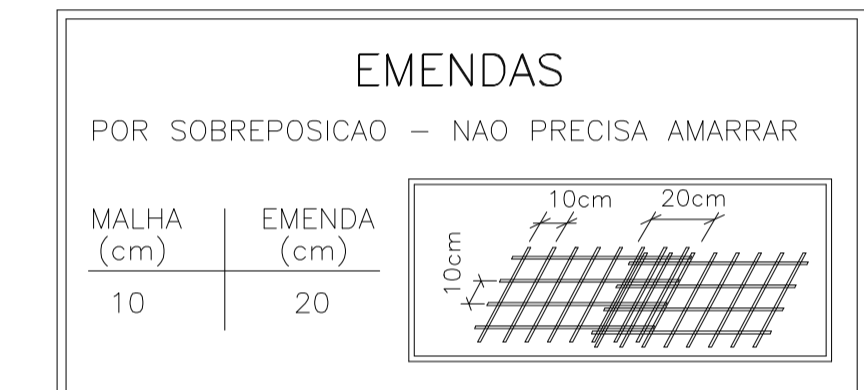 EMENDAS
POR SOBREPOSICAO – NAO PRECISA AMARRAR
MALHA (cm) EMENDA (cm)
10 20
10cm 20cm
10cm